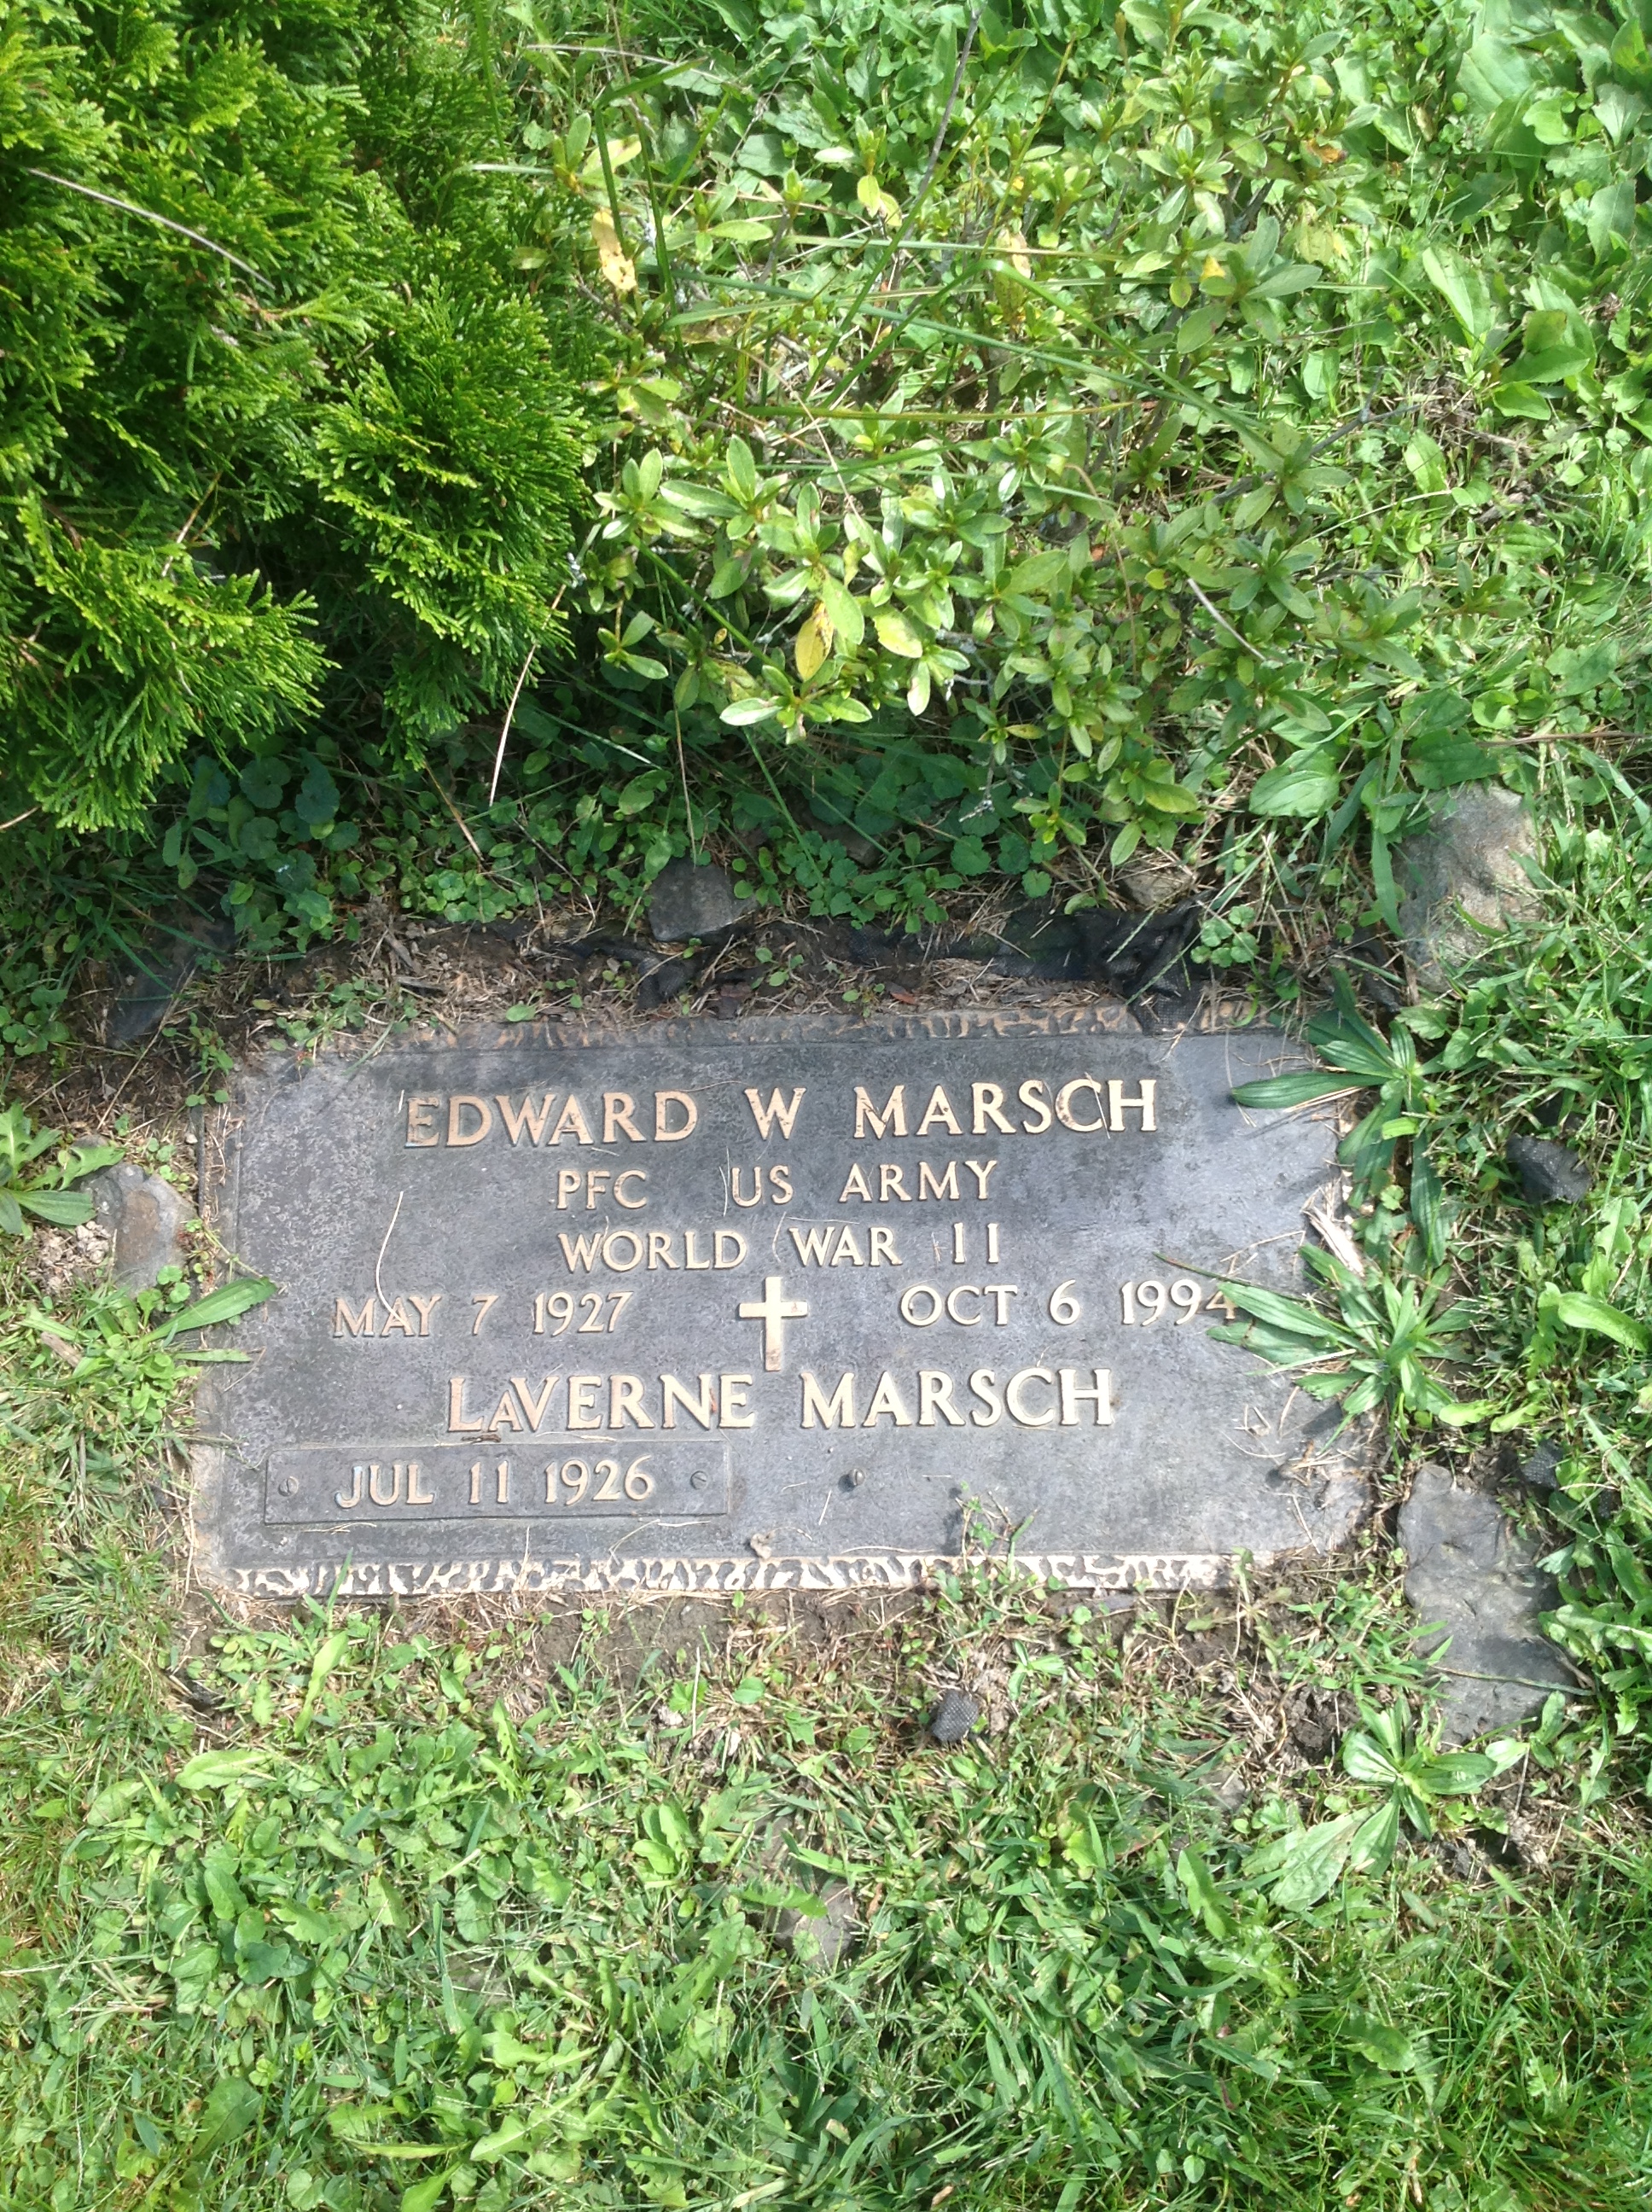 EDWARD W MARSCH
PFC US ARMY
WORLD WAR II
MAY 7 1927 OCT 6 1994
LAVERNE MARSCH
JUL 11 1926